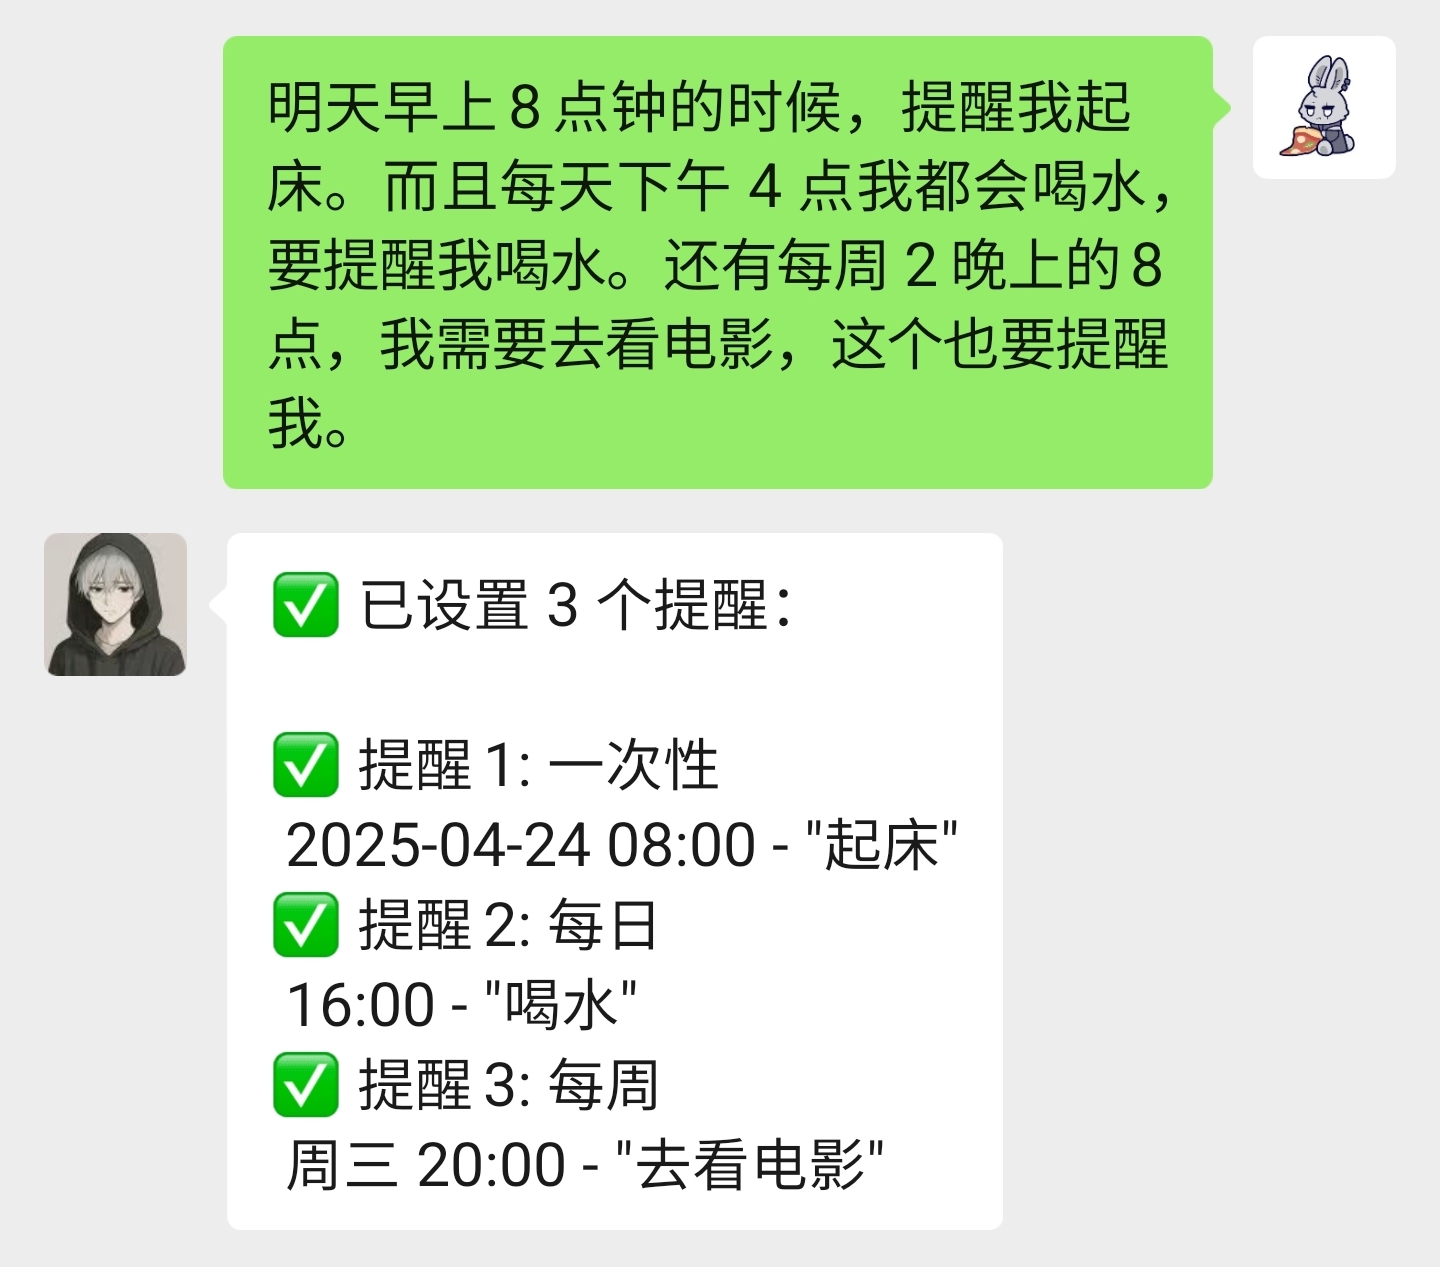 明天早上 8 点钟的时候，提醒我起
床。而且每天下午 4 点我都会喝水，
要提醒我喝水。还有每周 2 晚上的 8
点，我需要去看电影，这个也要提醒
我。
✅ 已设置 3 个提醒：
✅ 提醒 1: 一次性
2025-04-24 08:00 - "起床"
✅ 提醒 2: 每日
16:00 - "喝水"
✅ 提醒 3: 每周
周三 20:00 - "去看电影"